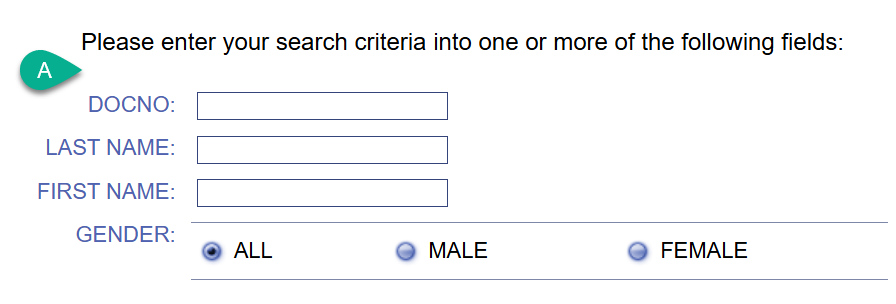 Please enter your search criteria into one or more of the following fields:
A
DOCNO:
LAST NAME:
FIRST NAME:
GENDER:
ALL MALE FEMALE